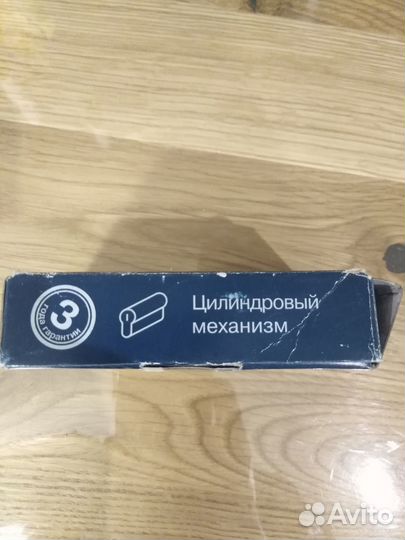 3
года гарантии
Цилиндровый
механизм
Avito